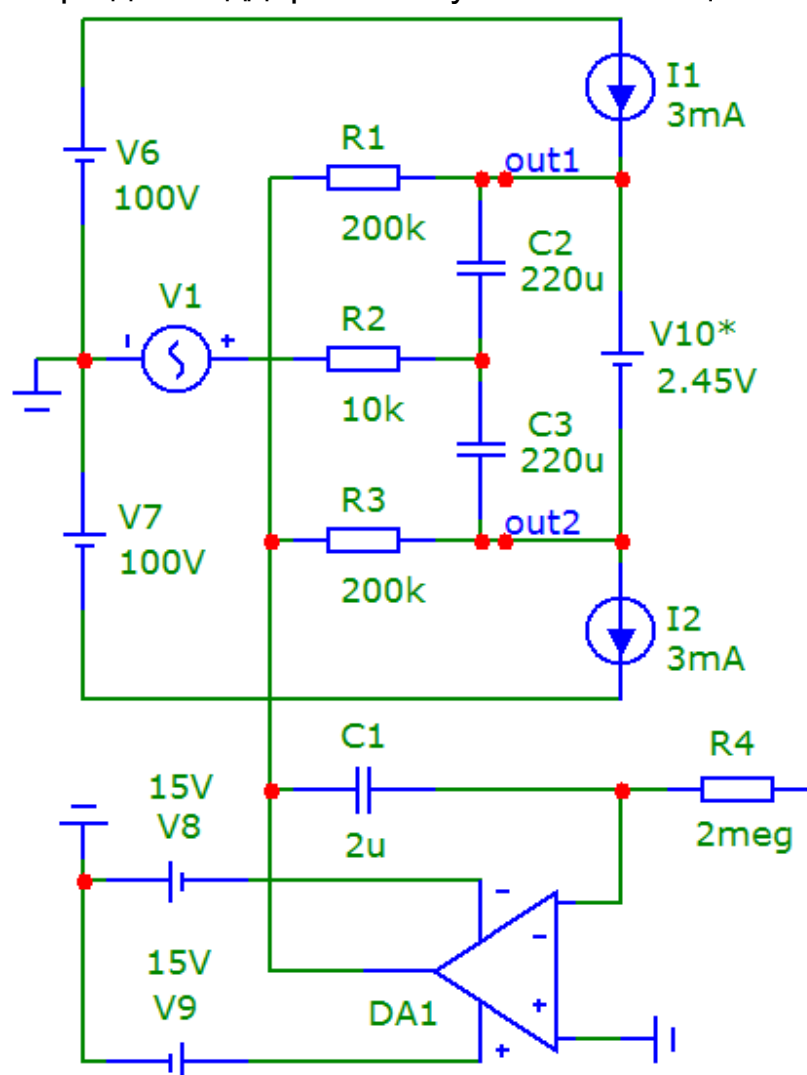 I1
3mA
V6
100V
R1
200k
out1
C2
220u
V1
R2
10k
V10*
2.45V
C3
220u
V7
100V
R3
200k
out2
I2
3mA
C1
2u
R4
2meg
15V
V8
15V
V9
DA1